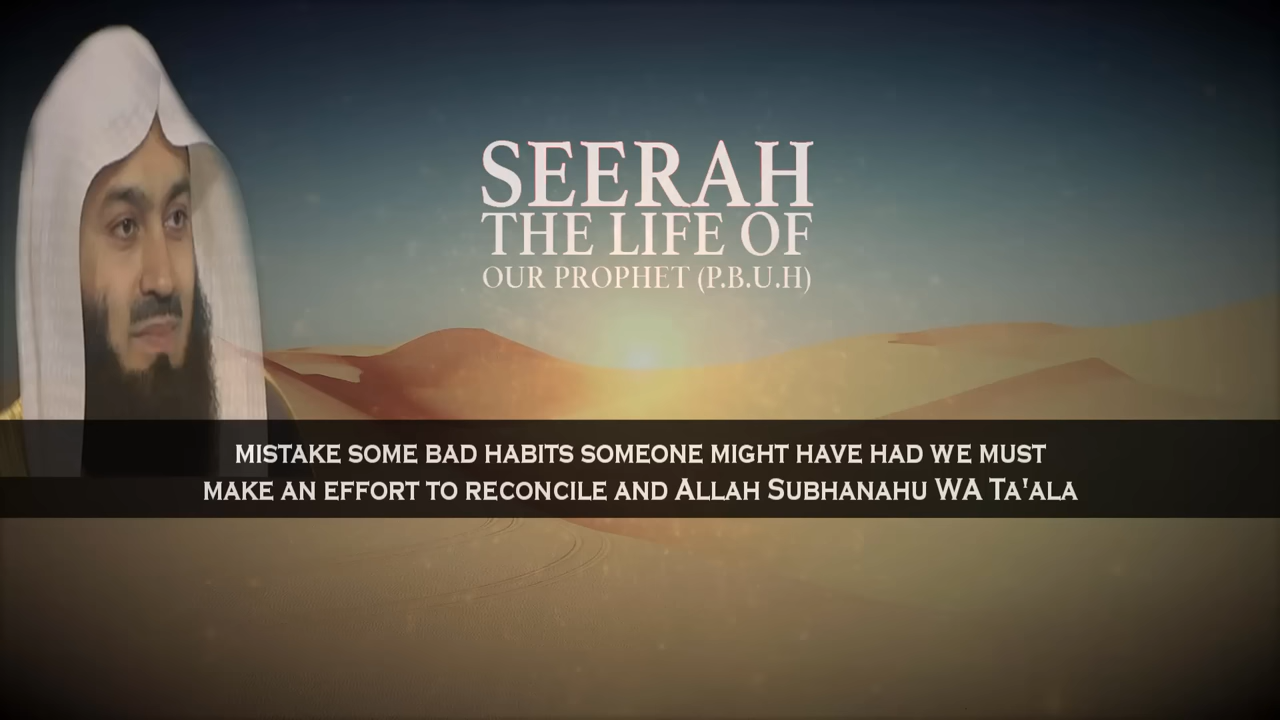 SEERAH
THE LIFE OF
OUR PROPHET (P.B.U.H)
MISTAKE SOME BAD HABITS SOMEONE MIGHT HAVE HAD WE MUST
MAKE AN EFFORT TO RECONCILE AND ALLAH SUBHANAHU WA TA'ALA